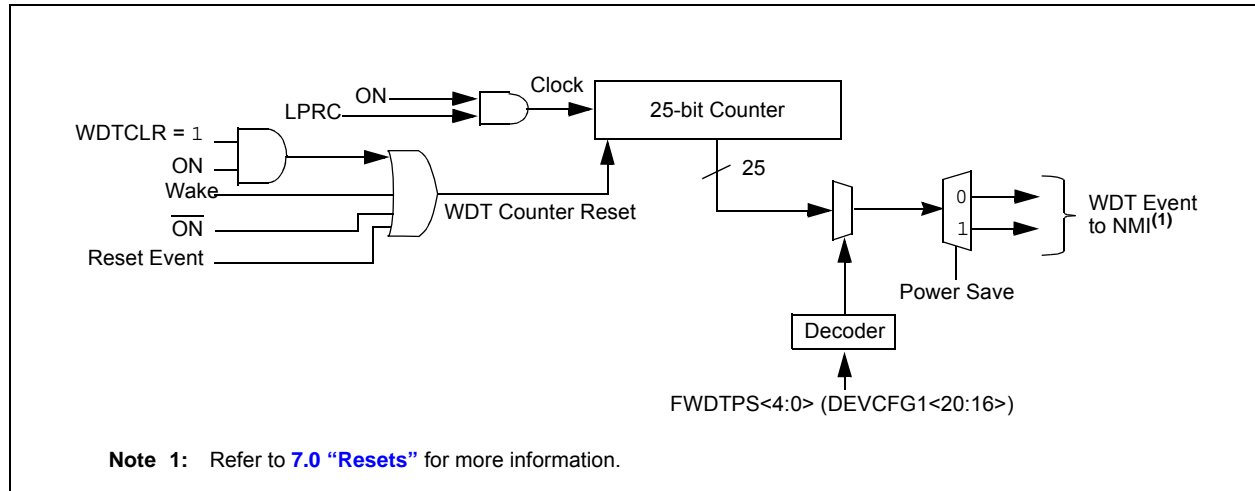 Clock
ON
LPRC
25-bit Counter
WDTCLR = 1
ON
Wake
ON
Reset Event
WDT Counter Reset
25
0
1
WDT Event
to NMI(1)
Power Save
Decoder
FWDTPS<4:0> (DEVCFG1<20:16>)
Note 1: Refer to 7.0 “Resets” for more information.